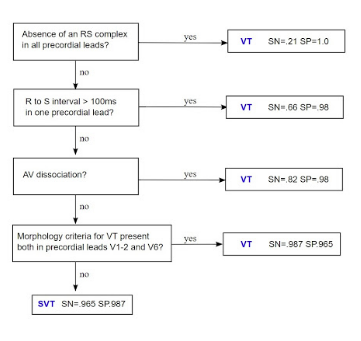 Absence of an RS complex
in all precordial leads?
yes
VT SN=.21 SP=1.0
no
R to S interval > 100ms
in one precordial lead?
yes
VT SN=.66 SP=.98
no
AV dissociation?
yes
VT SN=.82 SP=.98
no
Morphology criteria for VT present
both in precordial leads V1-2 and V6?
yes
VT SN=.987 SP.965
no
SVT SN=.965 SP.987